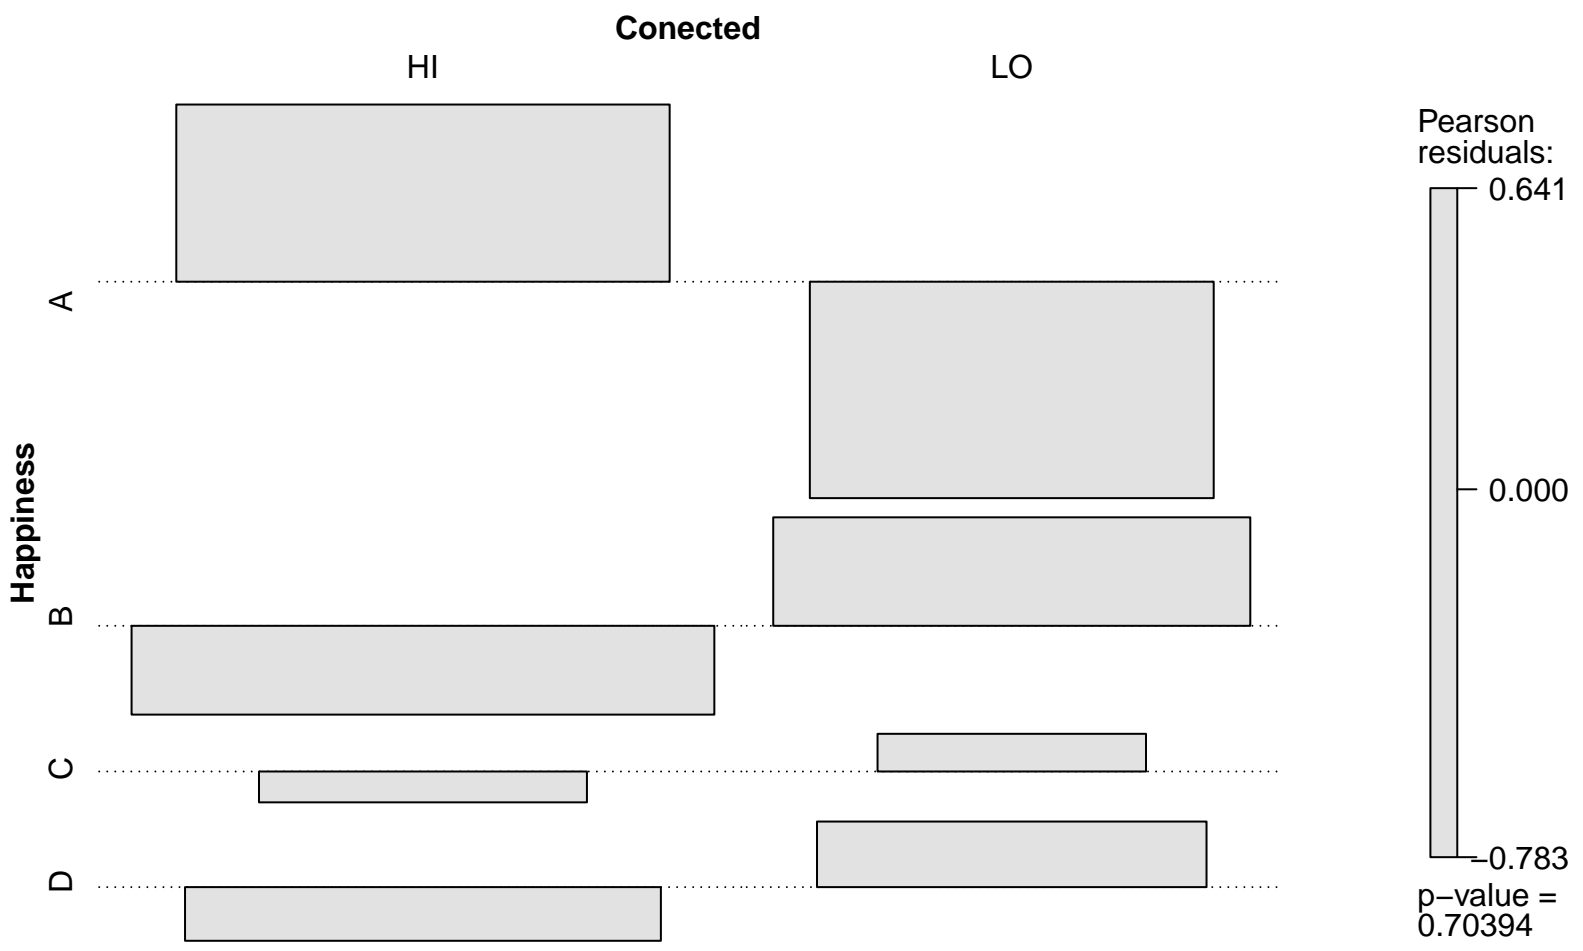 Conected
HI LO
Happiness
A
B
C
D
Pearson
residuals:
0.641
0.000
−0.783
p−value =
0.70394